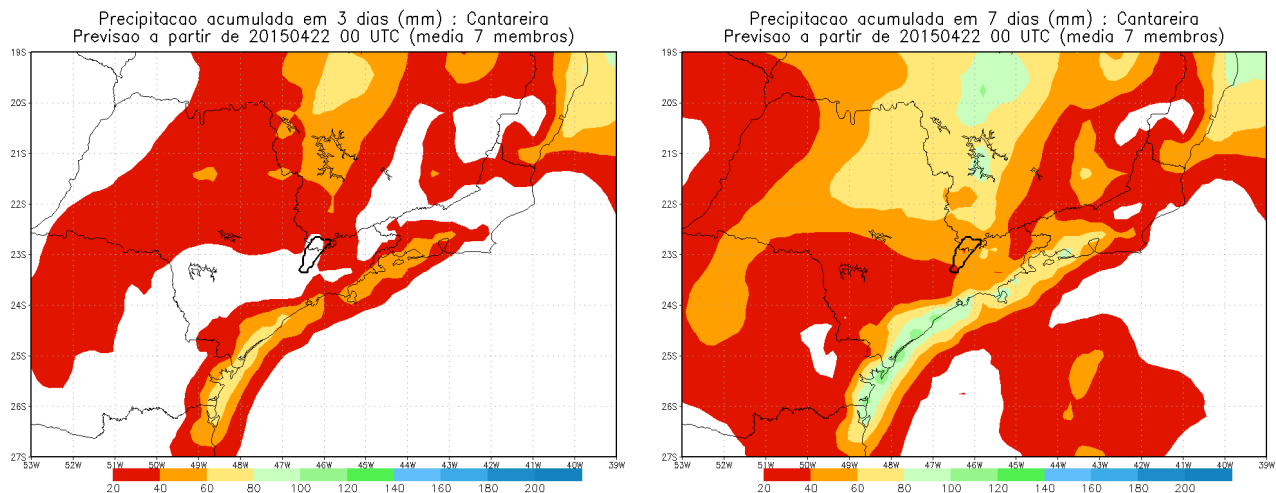 Precipitacao acumulada em 3 dias (mm) : Cantareira
Previsao a partir de 20150422 00 UTC (media 7 membros)
19S
20S
21S
22S
23S
24S
25S
26S
27S
53W 52W 51W 50W 49W 48W 47W 46W 45W 44W 43W 42W 41W 40W 39W
20 40 60 80 100 120 140 160 180 200
Precipitacao acumulada em 7 dias (mm) : Cantareira
Previsao a partir de 20150422 00 UTC (media 7 membros)
19S
20S
21S
22S
23S
24S
25S
26S
27S
53W 52W 51W 50W 49W 48W 47W 46W 45W 44W 43W 42W 41W 40W 39W
20 40 60 80 100 120 140 160 180 200